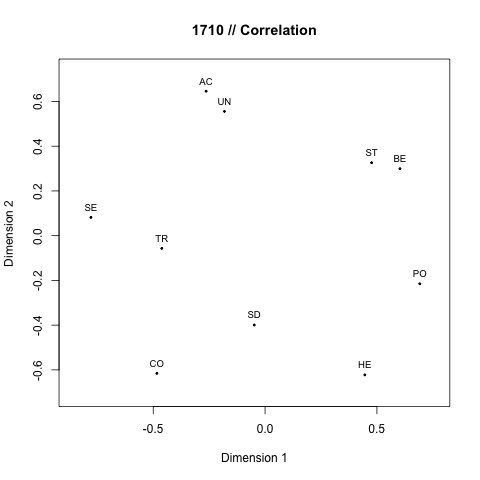 1710 // Correlation
AC
UN
ST
BE
SE
TR
PO
SD
CO
HE
0.6
0.4
0.2
0.0
-0.2
-0.4
-0.6
Dimension 2
-0.5
0.0
0.5
Dimension 1